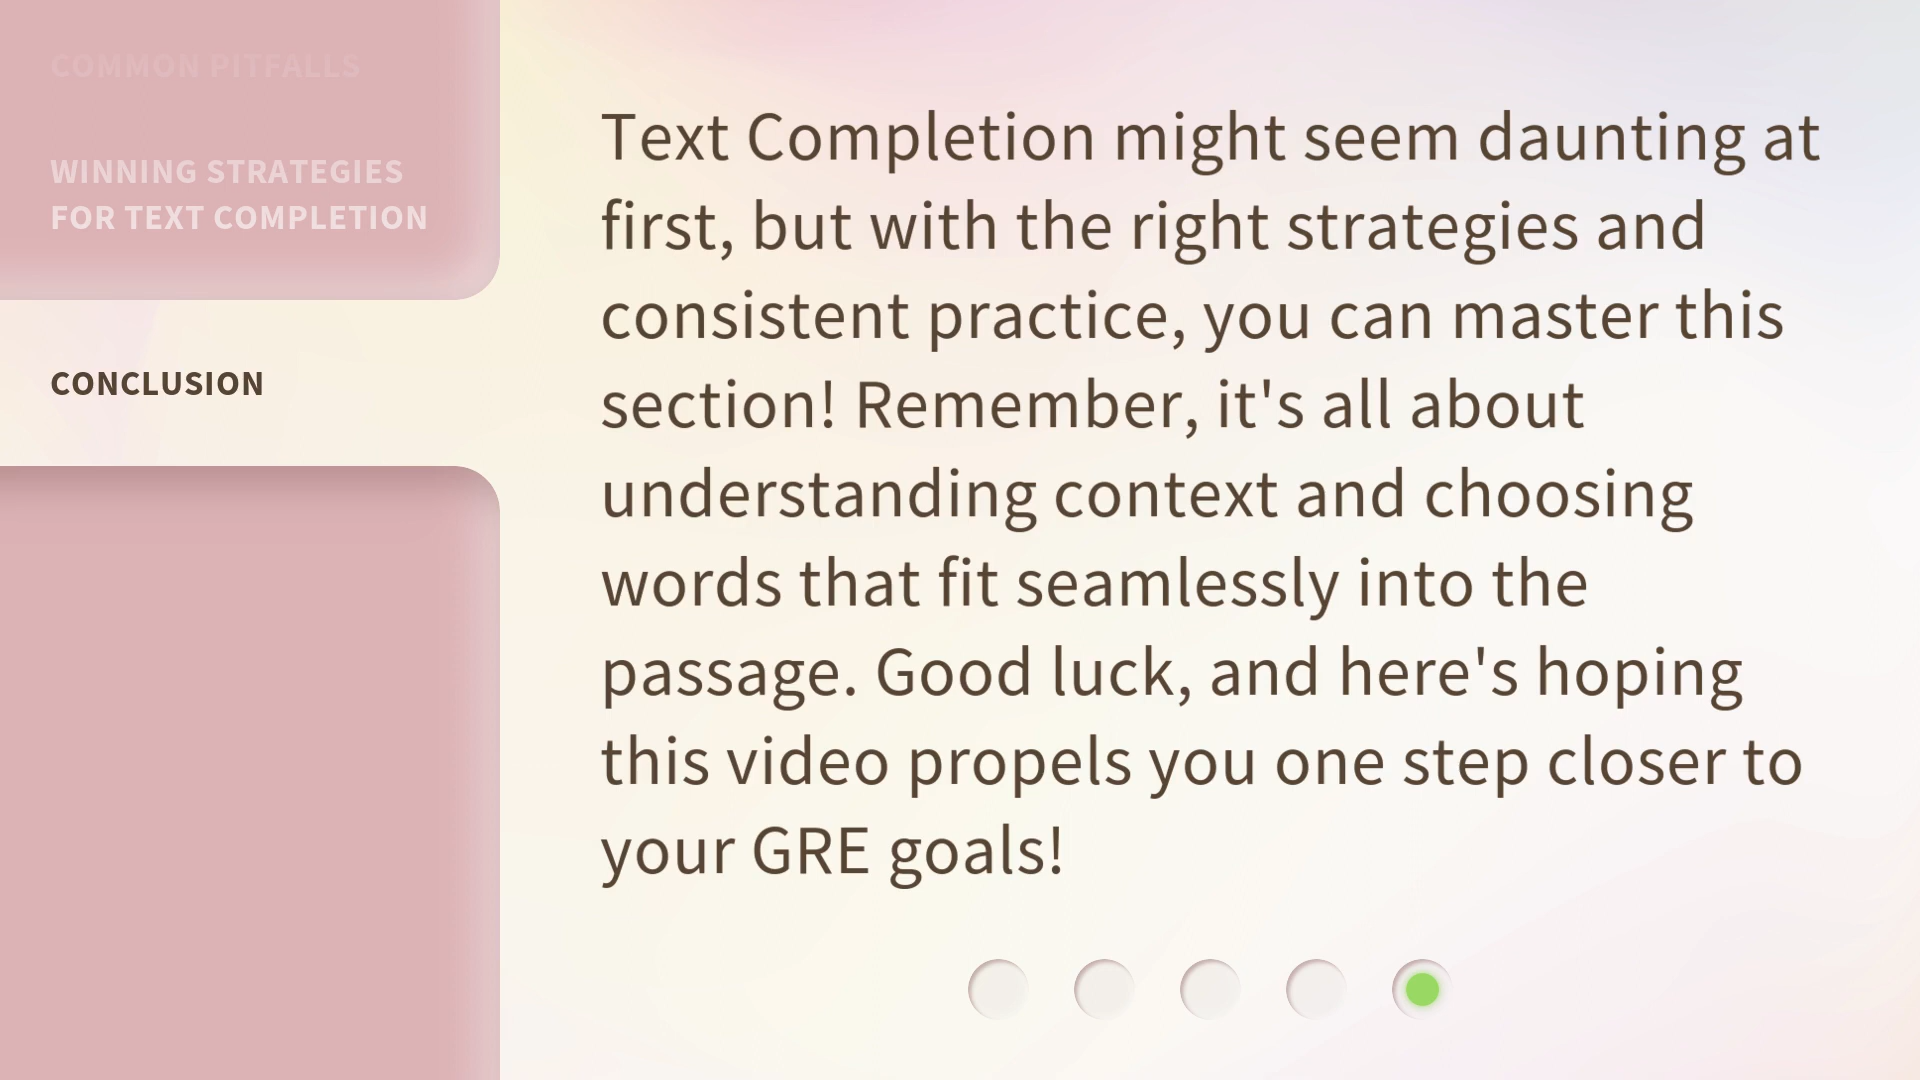 COMMON PITFALLS
WINNING STRATEGIES
FOR TEXT COMPLETION
CONCLUSION
Text Completion might seem daunting at
first, but with the right strategies and
consistent practice, you can master this
section! Remember, it's all about
understanding context and choosing
words that fit seamlessly into the
passage. Good luck, and here's hoping
this video propels you one step closer to
your GRE goals!